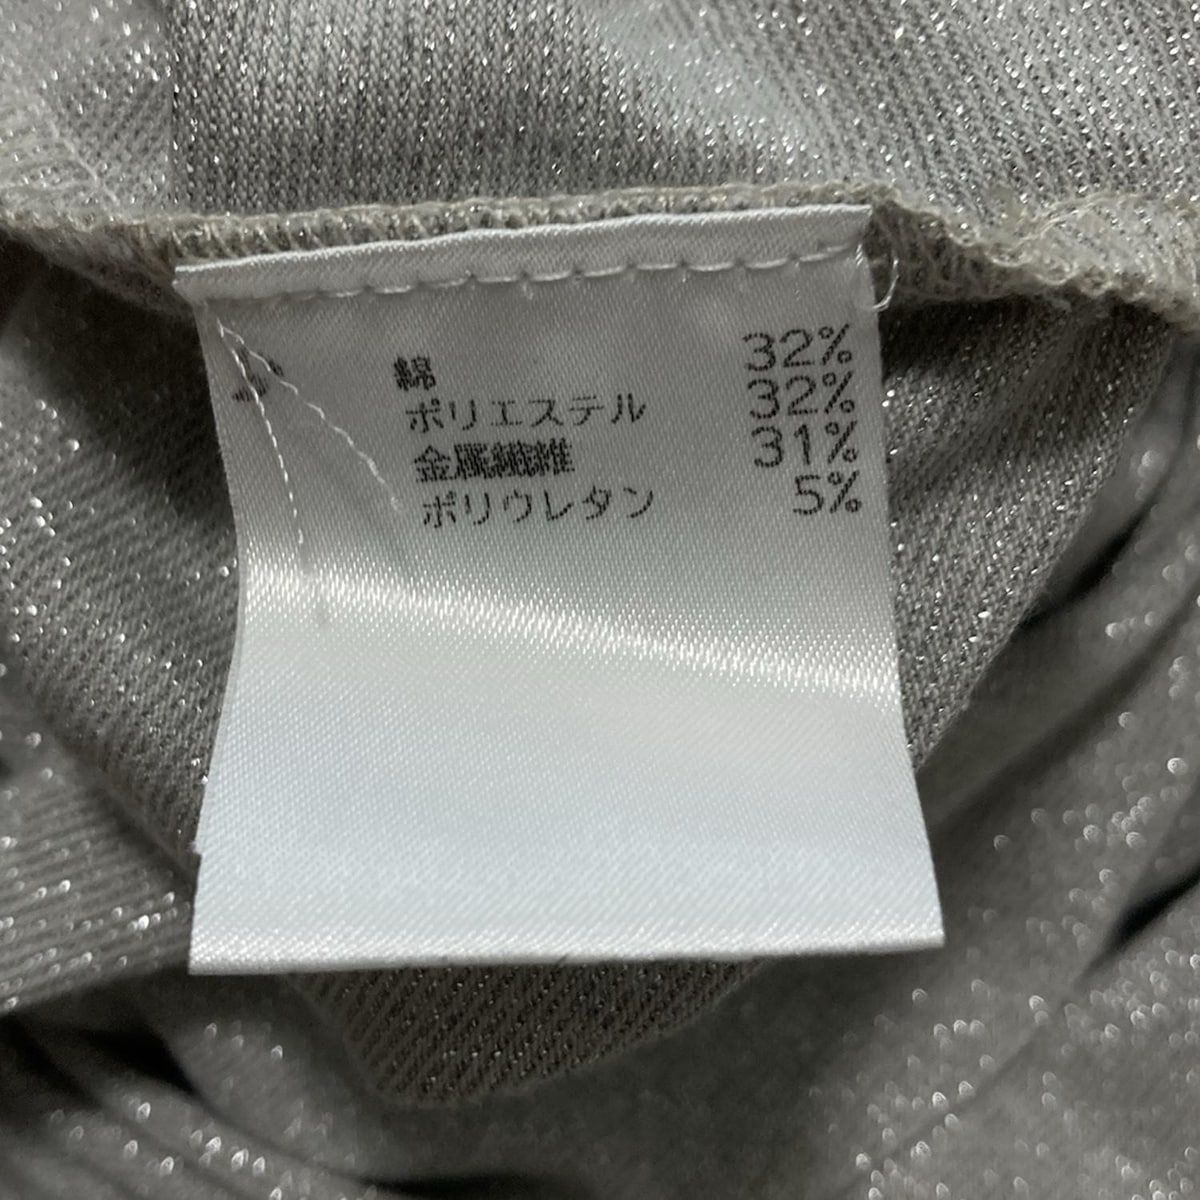 綿 32%
ポリエステル 32%
金属繊維 31%
ポリウレタン 5%